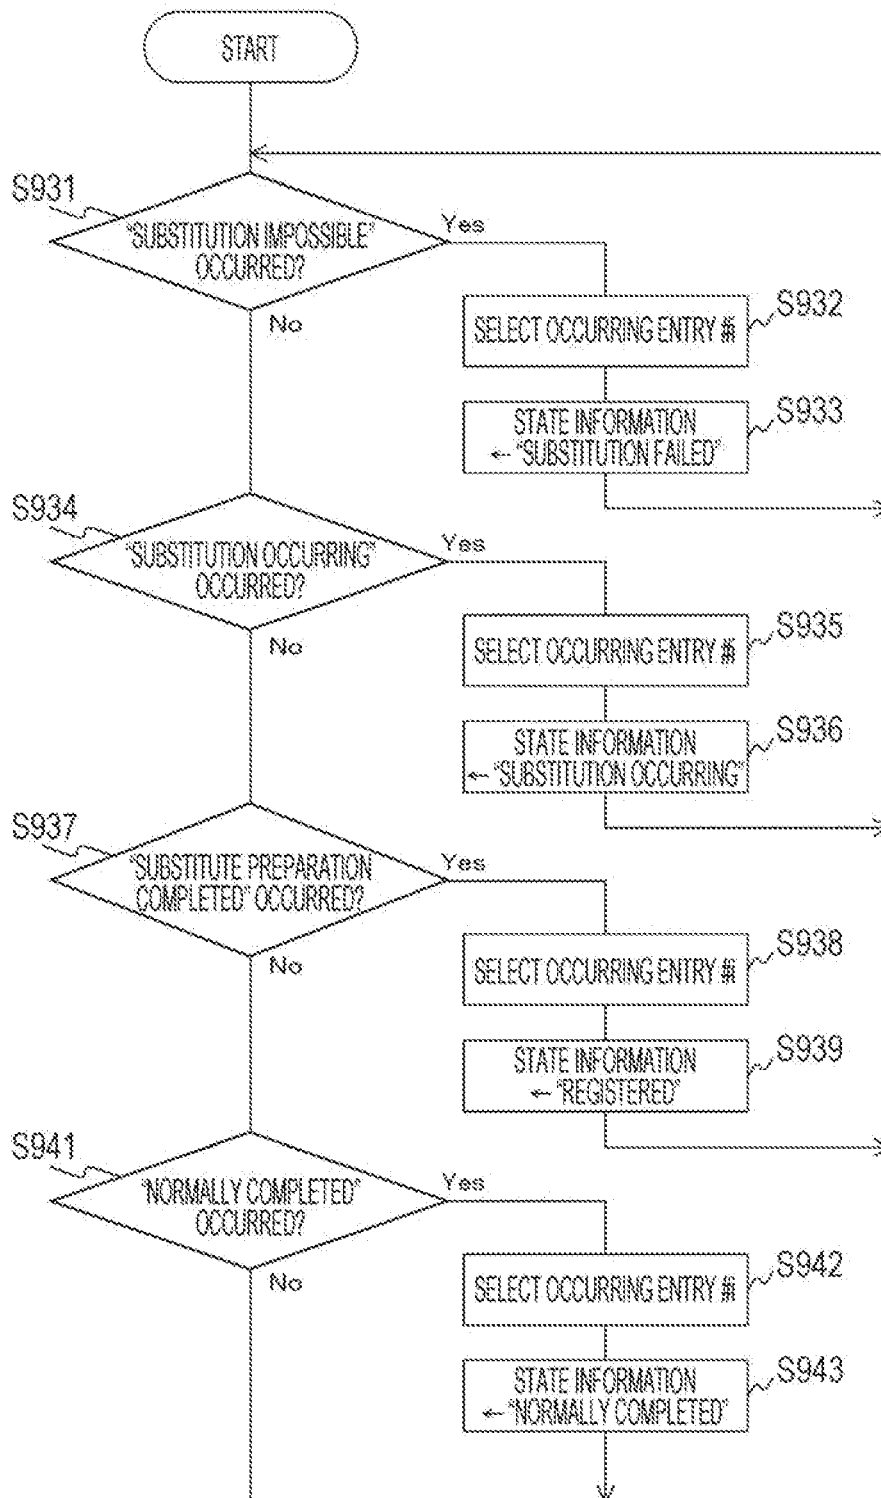 START
S931
"SUBSTITUTION IMPOSSIBLE"
OCCURRED?
Yes
No
S932
SELECT OCCURRING ENTRY #
S933
STATE INFORMATION
← "SUBSTITUTION FAILED"
S934
"SUBSTITUTION OCCURRING"
OCCURRED?
Yes
No
S935
SELECT OCCURRING ENTRY #
S936
STATE INFORMATION
← "SUBSTITUTION OCCURRING"
S937
"SUBSTITUTE PREPARATION
COMPLETED" OCCURRED?
Yes
No
S938
SELECT OCCURRING ENTRY #
S939
STATE INFORMATION
← "REGISTERED"
S941
"NORMALLY COMPLETED"
OCCURRED?
Yes
No
S942
SELECT OCCURRING ENTRY #
S943
STATE INFORMATION
← "NORMALLY COMPLETED"